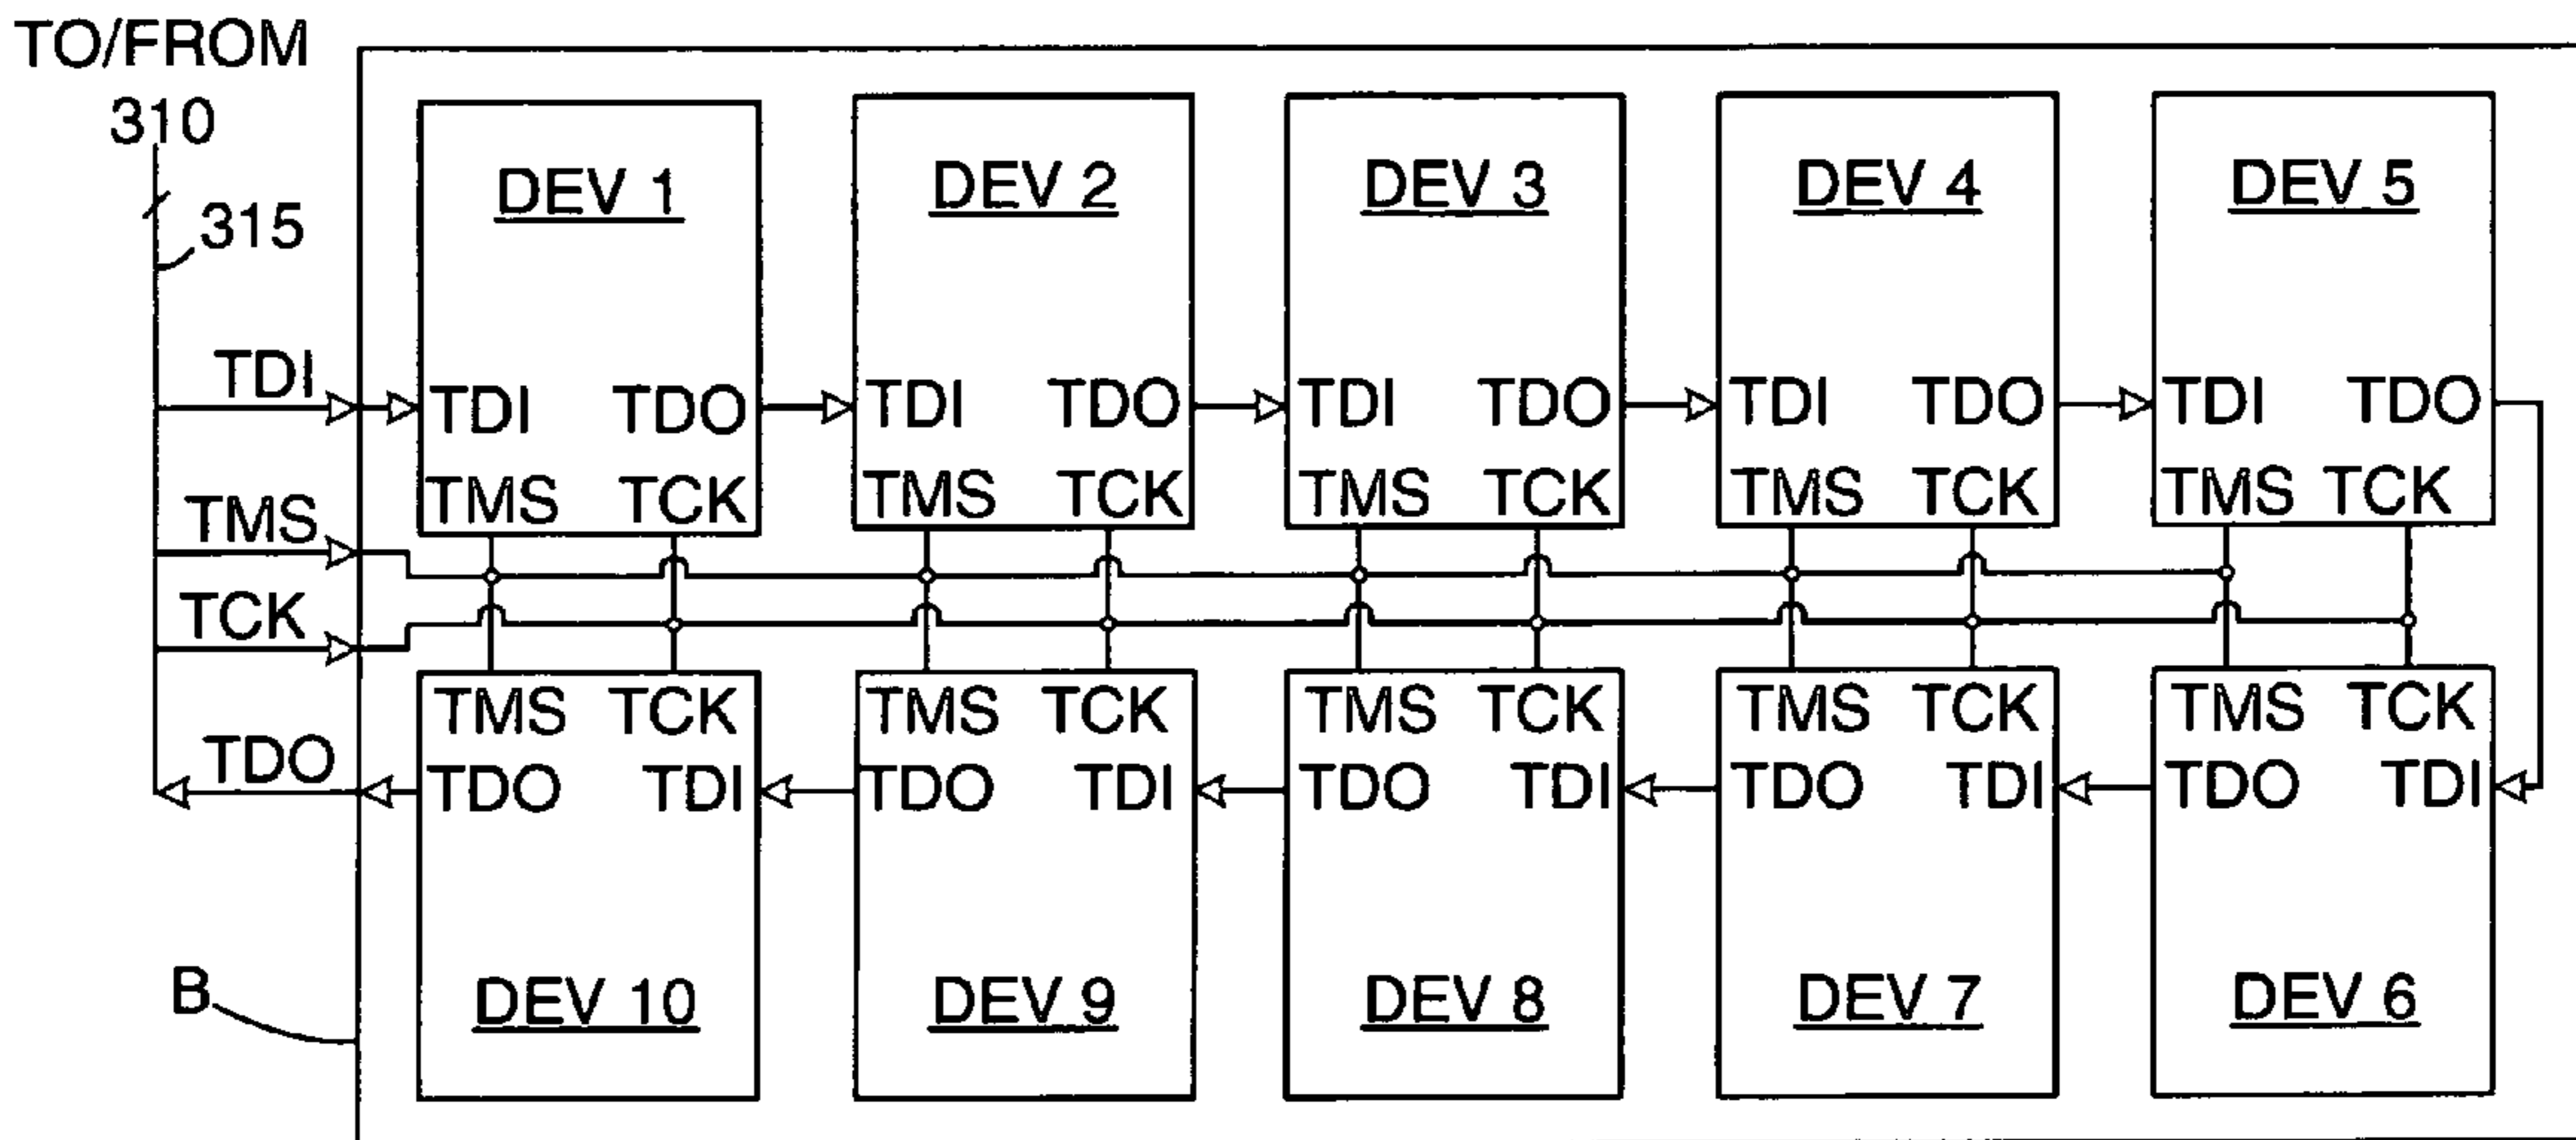 TO/FROM
310
315
DEV 1 DEV 2 DEV 3 DEV 4 DEV 5
TDI
TDI TDO TDI TDO TDI TDO TDI TDO TDI TDO
TMS TCK TMS TCK TMS TCK TMS TCK TMS TCK
TMS
TCK
TMS TCK TMS TCK TMS TCK TMS TCK TMS TCK
TDO
TDO TDI TDO TDI TDO TDI TDO TDI TDO TDI
B
DEV 10 DEV 9 DEV 8 DEV 7 DEV 6